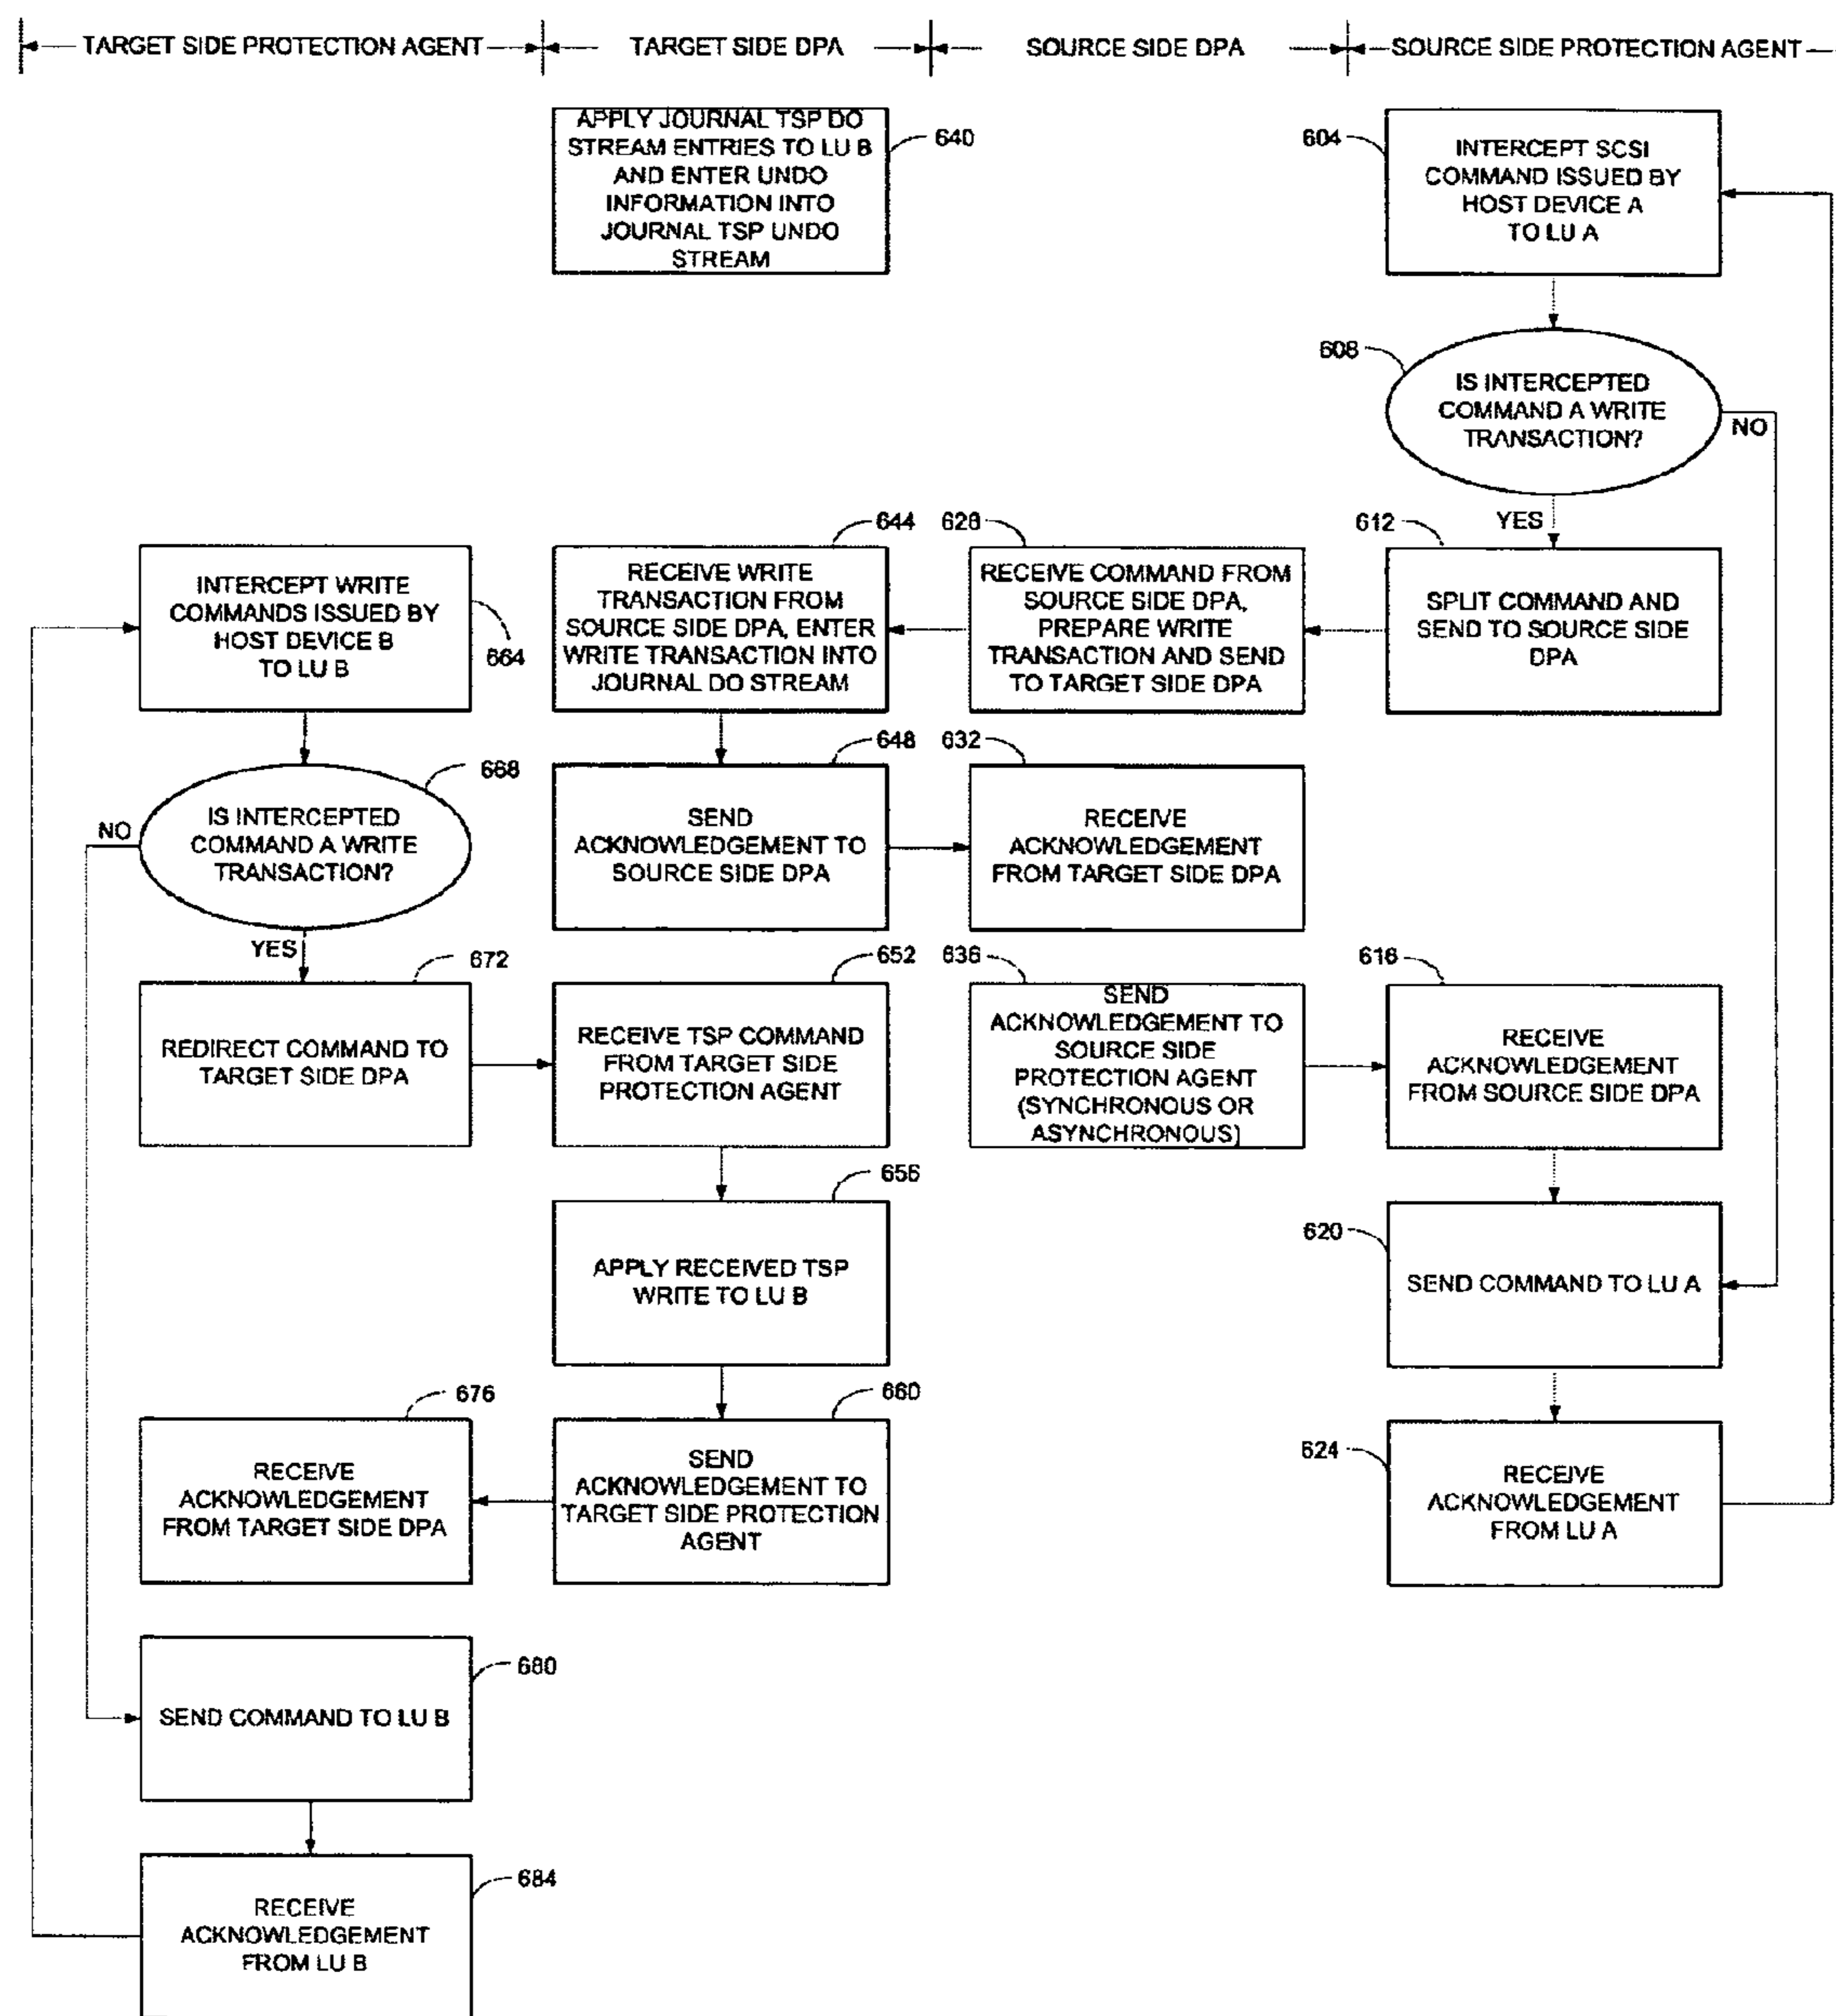 TARGET SIDE PROTECTION AGENT
TARGET SIDE DPA
SOURCE SIDE DPA
SOURCE SIDE PROTECTION AGENT
APPLY JOURNAL TSP DO
STREAM ENTRIES TO LU B
AND ENTER UNDO
INFORMATION INTO
JOURNAL TSP UNDO
STREAM
640
604
INTERCEPT SCSI
COMMAND ISSUED BY
HOST DEVICE A
TO LU A
608
IS INTERCEPTED
COMMAND A WRITE
TRANSACTION?
NO
YES
INTERCEPT WRITE
COMMANDS ISSUED BY
HOST DEVICE B
TO LU B
664
644
RECEIVE WRITE
TRANSACTION FROM
SOURCE SIDE DPA, ENTER
WRITE TRANSACTION INTO
JOURNAL DO STREAM
628
RECEIVE COMMAND FROM
SOURCE SIDE DPA,
PREPARE WRITE
TRANSACTION AND SEND
TO TARGET SIDE DPA
612
SPLIT COMMAND AND
SEND TO SOURCE SIDE
DPA
668
IS INTERCEPTED
COMMAND A WRITE
TRANSACTION?
NO
YES
648
SEND
ACKNOWLEDGEMENT TO
SOURCE SIDE DPA
632
RECEIVE
ACKNOWLEDGEMENT
FROM TARGET SIDE DPA
672
REDIRECT COMMAND TO
TARGET SIDE DPA
652
RECEIVE TSP COMMAND
FROM TARGET SIDE
PROTECTION AGENT
636
SEND
ACKNOWLEDGEMENT TO
SOURCE SIDE
PROTECTION AGENT
(SYNCHRONOUS OR
ASYNCHRONOUS)
616
RECEIVE
ACKNOWLEDGEMENT
FROM SOURCE SIDE DPA
656
APPLY RECEIVED TSP
WRITE TO LU B
620
SEND COMMAND TO LU A
676
RECEIVE
ACKNOWLEDGEMENT
FROM TARGET SIDE DPA
660
SEND
ACKNOWLEDGEMENT TO
TARGET SIDE PROTECTION
AGENT
624
RECEIVE
ACKNOWLEDGEMENT
FROM LU A
680
SEND COMMAND TO LU B
684
RECEIVE
ACKNOWLEDGEMENT
FROM LU B